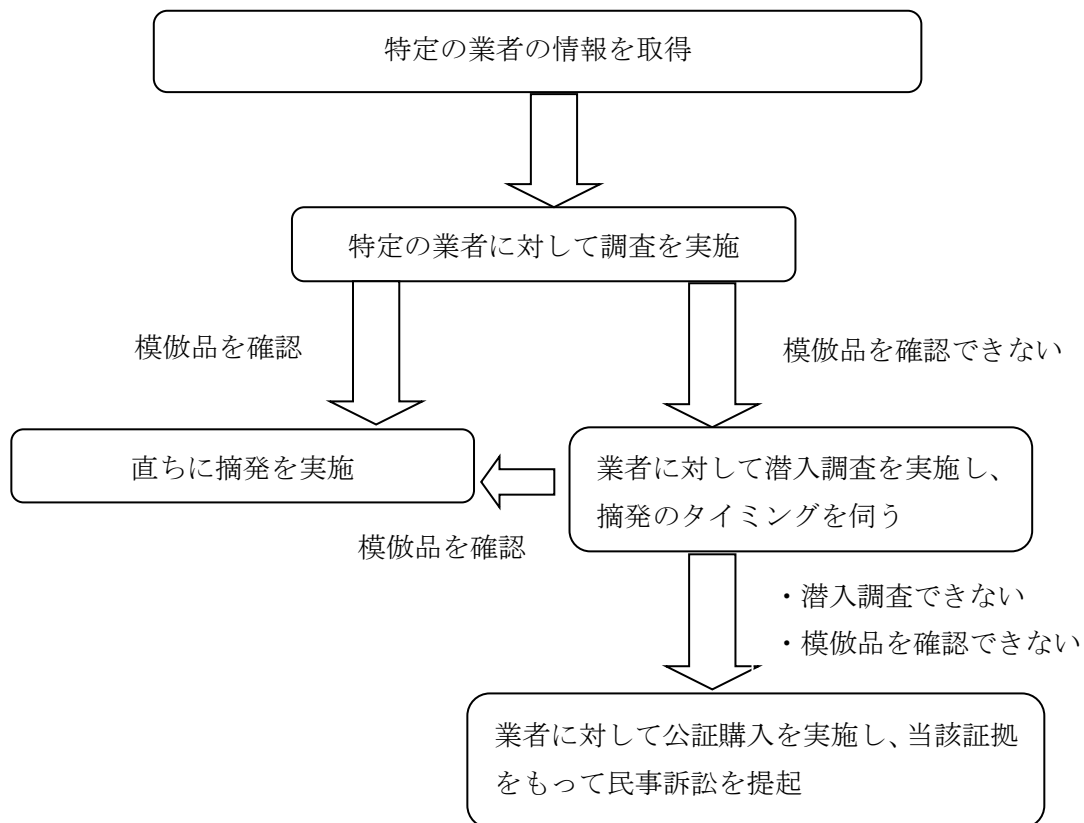 特定の業者の情報を取得
特定の業者に対して調査を実施
模倣品を確認
模倣品を確認できない
直ちに摘発を実施
業者に対して潜入調査を実施し、
摘発のタイミングを伺う
模倣品を確認
・潜入調査できない
・模倣品を確認できない
業者に対して公証購入を実施し、当該証拠
をもって民事訴訟を提起